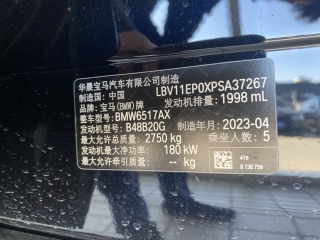 华晨宝马汽车有限公司制造
制造国：中国 LBV11EP0XPSA37267
品牌：宝马(BMW)牌 发动机排量：1998 mL
整车型号：BMW6517AX
发动机型号：B48B20G 制造年月：2023-04
最大允许总质量：2750 kg 乘坐人数：5
发动机最大净功率：180 kW
最大允许牵引质量：-- kg
416
8 736 756